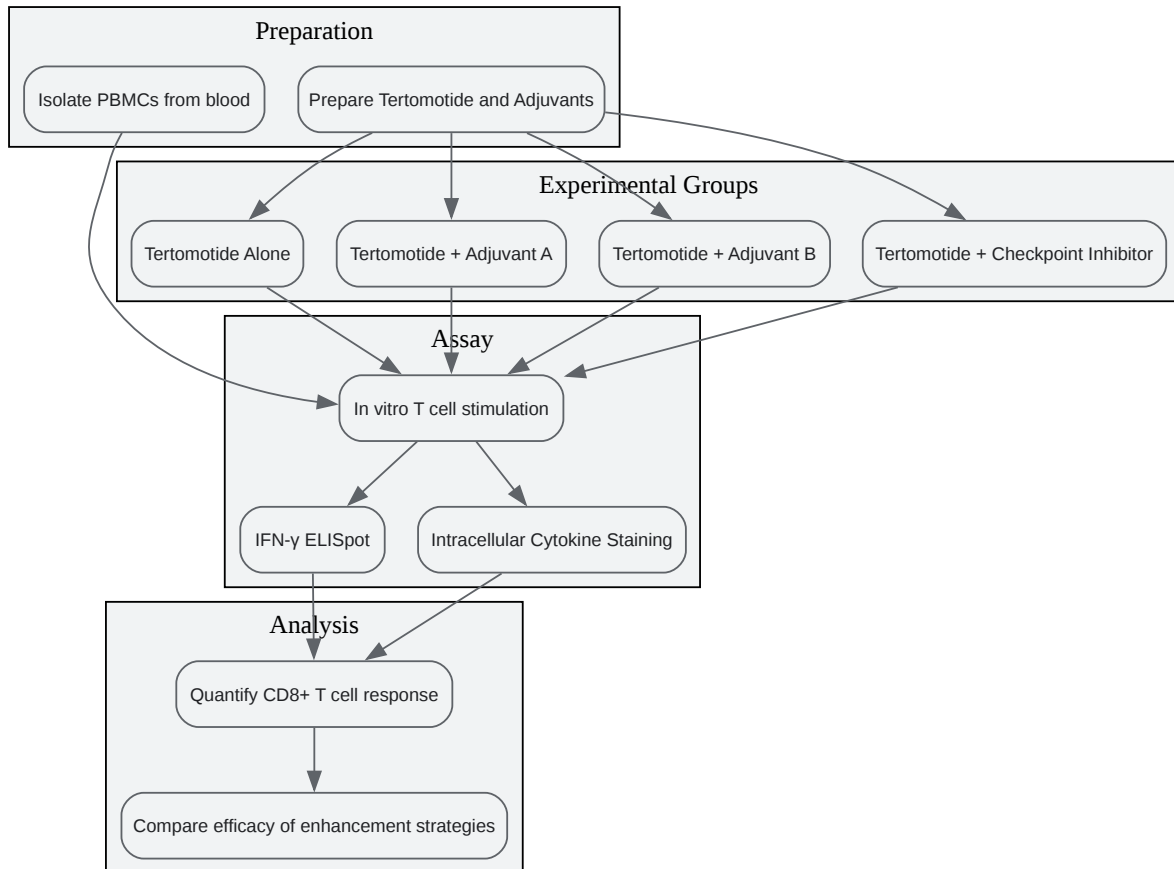 Preparation
Isolate PBMCs from blood
Prepare Tertomotide and Adjuvants
Experimental Groups
Tertomotide Alone
Tertomotide + Adjuvant A
Tertomotide + Adjuvant B
Tertomotide + Checkpoint Inhibitor
Assay
In vitro T cell stimulation
IFN-γ ELISpot
Intracellular Cytokine Staining
Analysis
Quantify CD8+ T cell response
Compare efficacy of enhancement strategies